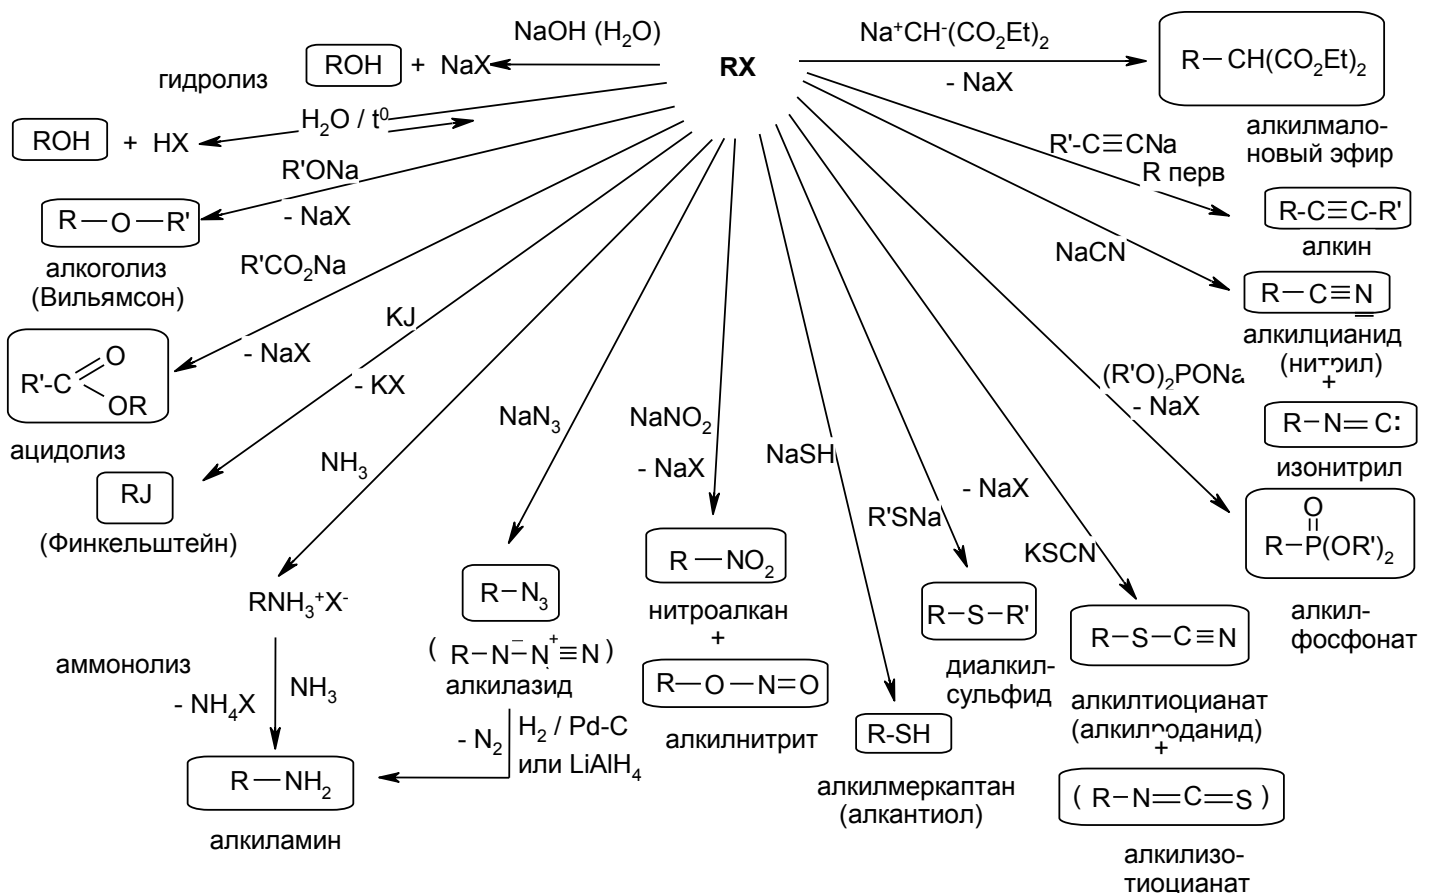 NaOH (H₂O)
ROH + NaX
гидролиз
RX
Na⁺CH⁻(CO₂Et)₂
- NaX
R—CH(CO₂Et)₂
алкилмало-
новый эфир
H₂O / t⁰
ROH + HX
R'ONa
- NaX
R—O—R'
алкоголиз
(Вильямсон)
R'-C≡CNa
R перв
R-C≡C-R'
алкин
R'CO₂Na
- NaX
R'-C
O
OR
ацидолиз
NaCN
R—C≡N
алкилцианид
(нитрил)
+
R—N=C:
изонитрил
KJ
- KX
RJ
(Финкельштейн)
(R'O)₂PONa
- NaX
O
R—P(OR')₂
алкил-
фосфонат
NH₃
RNH₃⁺X⁻
аммонолиз
- NH₄X
NH₃
R—NH₂
алкиламин
NaN₃
R—N₃
( R—N⁻—N⁺≡N )
алкилазид
- N₂
H₂ / Pd-C
или LiAlH₄
NaNO₂
- NaX
R—NO₂
нитроалкан
+
R—O—N=O
алкилнитрит
NaSH
R-SH
алкилмеркаптан
(алкантиол)
R'SNa
R—S—R'
диалкил-
сульфид
- NaX
KSCN
R—S—C≡N
алкилтиоцианат
(алкилроданид)
+
( R—N=C=S )
алкилизо-
тиоцианат